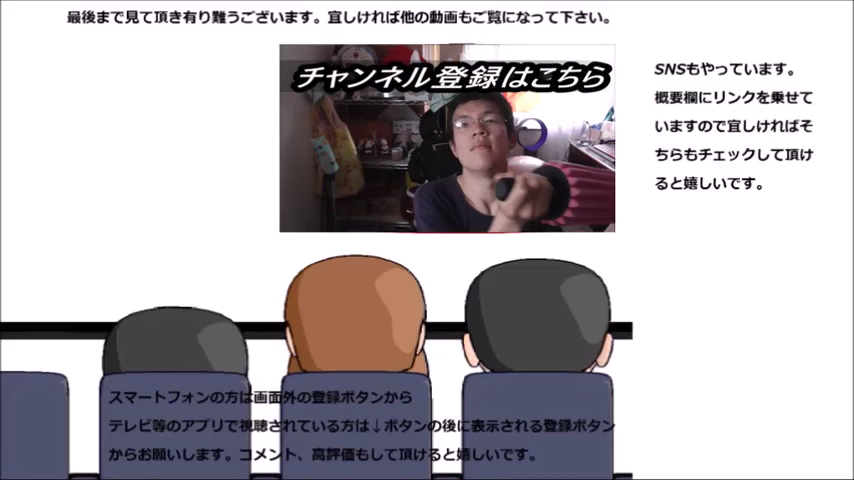 最後まで見て頂き有り難うございます。宜しければ他の動画もご覧になって下さい。
チャンネル登録はこちら
SNSもやっています。
概要欄にリンクを乗せて
いますので宜しければそ
ちらもチェックして頂け
ると嬉しいです。
スマートフォンの方は画面外の登録ボタンから
テレビ等のアプリで視聴されている方は↓ボタンの後に表示される登録ボタン
からお願いします。コメント、高評価もして頂けると嬉しいです。